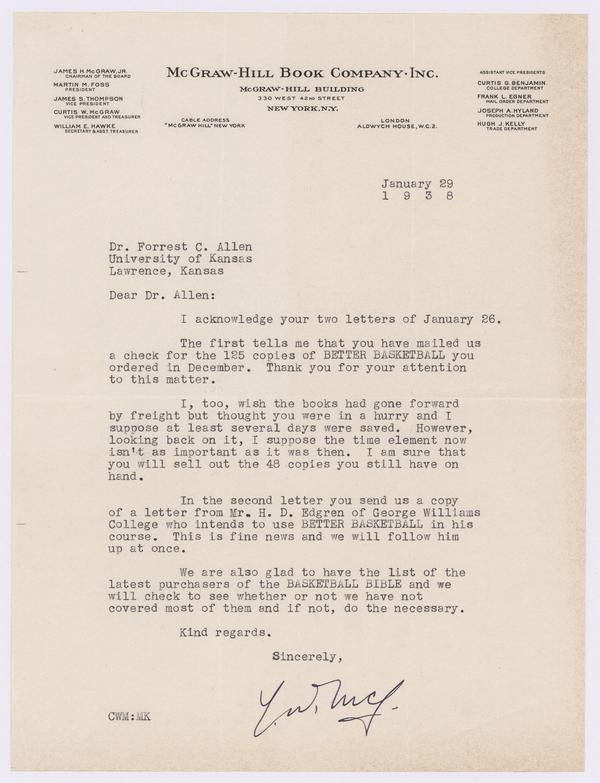 JAMES H. McGRAW, JR.
CHAIRMAN OF THE BOARD
MARTIN M. FOSS
PRESIDENT
JAMES S. THOMPSON
VICE PRESIDENT
CURTIS W. McGRAW
VICE PRESIDENT AND TREASURER
WILLIAM E. HAWKE
SECRETARY & ASST. TREASURER
McGRAW-HILL BOOK COMPANY·INC.
McGRAW-HILL BUILDING
330 WEST 42ND STREET
NEW YORK, N.Y.
CABLE ADDRESS
"McGRAW HILL" NEW YORK
LONDON
ALDWYCH HOUSE, W.C.2.
ASSISTANT VICE PRESIDENTS
CURTIS G. BENJAMIN
COLLEGE DEPARTMENT
FRANK L. EGNER
MAIL ORDER DEPARTMENT
JOSEPH A. HYLAND
PRODUCTION DEPARTMENT
HUGH J. KELLY
TRADE DEPARTMENT
January 29
1 9 3 8
Dr. Forrest C. Allen
University of Kansas
Lawrence, Kansas
Dear Dr. Allen:
I acknowledge your two letters of January 26.
The first tells me that you have mailed us
a check for the 125 copies of BETTER BASKETBALL you
ordered in December. Thank you for your attention
to this matter.
I, too, wish the books had gone forward
by freight but thought you were in a hurry and I
suppose at least several days were saved. However,
looking back on it, I suppose the time element now
isn't as important as it was then. I am sure that
you will sell out the 48 copies you still have on
hand.
In the second letter you send us a copy
of a letter from Mr. H. D. Edgren of George Williams
College who intends to use BETTER BASKETBALL in his
course. This is fine news and we will follow him
up at once.
We are also glad to have the list of the
latest purchasers of the BASKETBALL BIBLE and we
will check to see whether or not we have not
covered most of them and if not, do the necessary.
Kind regards.
Sincerely,
C.W. McG.
CWM:MK